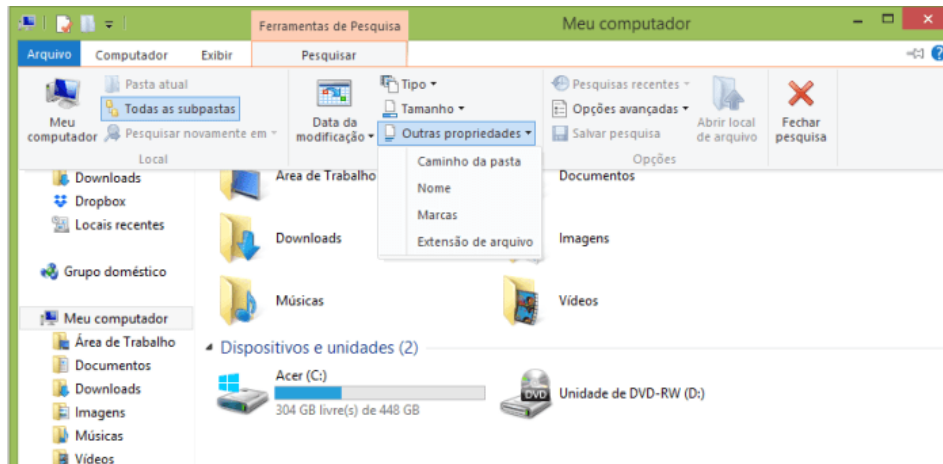 Ferramentas de Pesquisa
Meu computador
Arquivo Computador Exibir Pesquisar
Meu computador
Pasta atual
Todas as subpastas
Pesquisar novamente em
Local
Data da modificação
Tipo
Tamanho
Outras propriedades
Caminho da pasta
Nome
Marcas
Extensão de arquivo
Pesquisas recentes
Opções avançadas
Salvar pesquisa
Abrir local de arquivo
Opções
Fechar pesquisa
Downloads
Dropbox
Locais recentes
Grupo doméstico
Meu computador
Área de Trabalho
Documentos
Downloads
Imagens
Músicas
Vídeos
Área de Trabalho
Documentos
Downloads
Imagens
Músicas
Vídeos
Dispositivos e unidades (2)
Acer (C:)
304 GB livre(s) de 448 GB
DVD
Unidade de DVD-RW (D:)